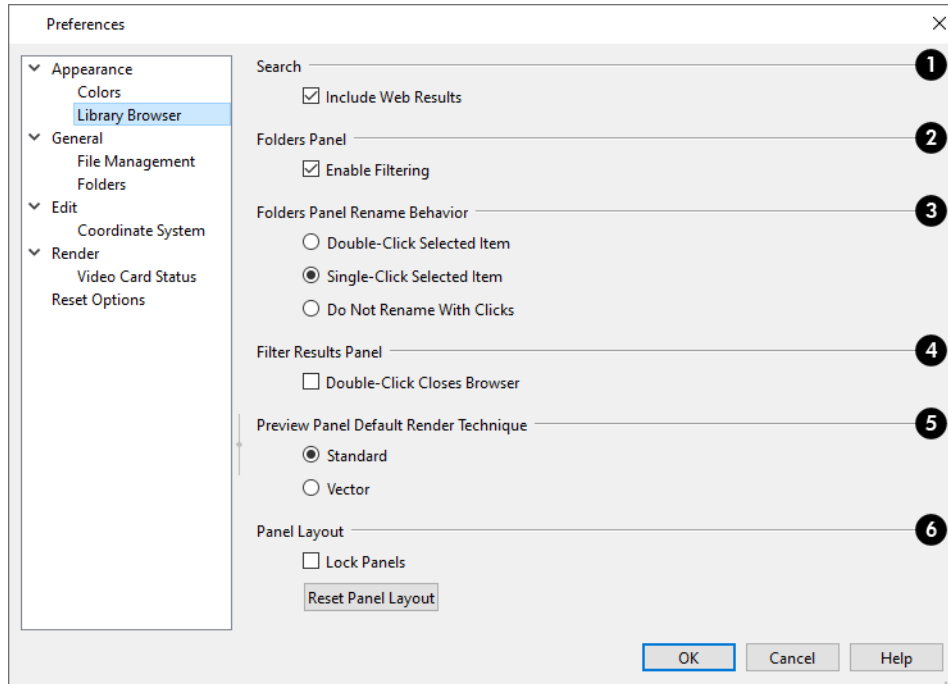 Preferences
Appearance
Colors
Library Browser
General
File Management
Folders
Edit
Coordinate System
Render
Video Card Status
Reset Options
Search
1
Include Web Results
Folders Panel
2
Enable Filtering
Folders Panel Rename Behavior
3
Double-Click Selected Item
Single-Click Selected Item
Do Not Rename With Clicks
Filter Results Panel
4
Double-Click Closes Browser
Preview Panel Default Render Technique
5
Standard
Vector
Panel Layout
6
Lock Panels
Reset Panel Layout
OK
Cancel
Help